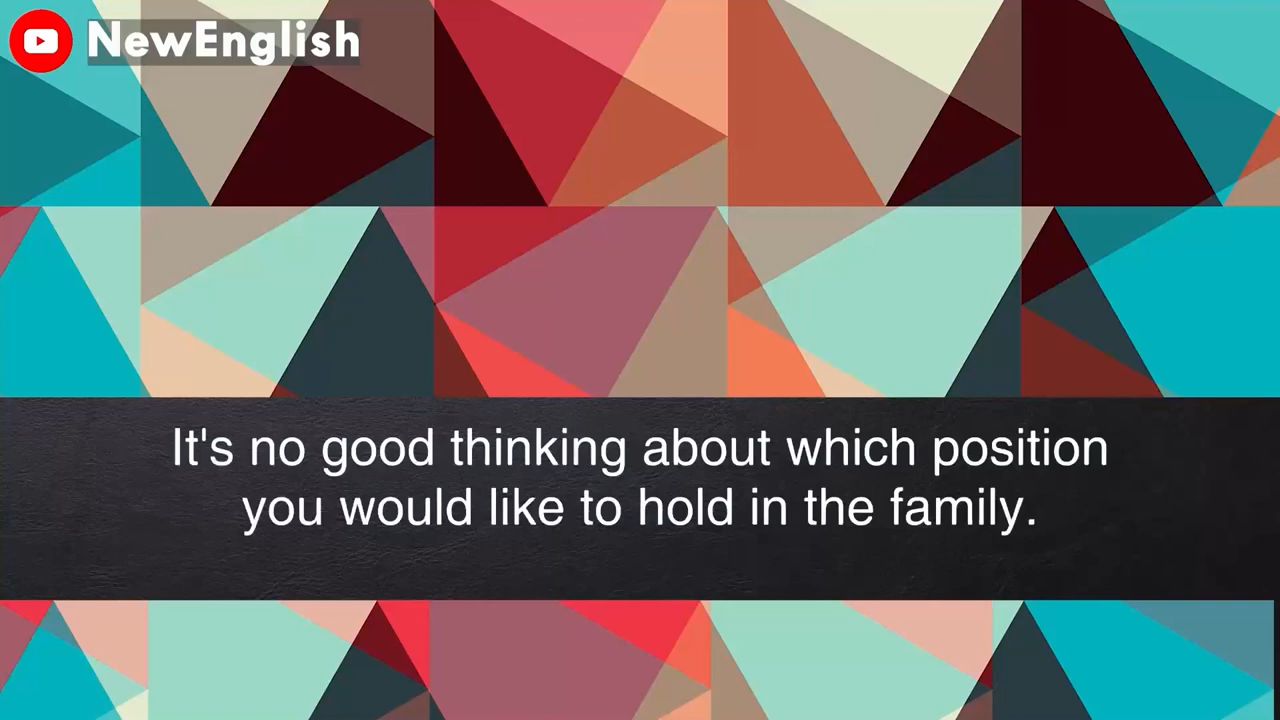 NewEnglish
It's no good thinking about which position
you would like to hold in the family.